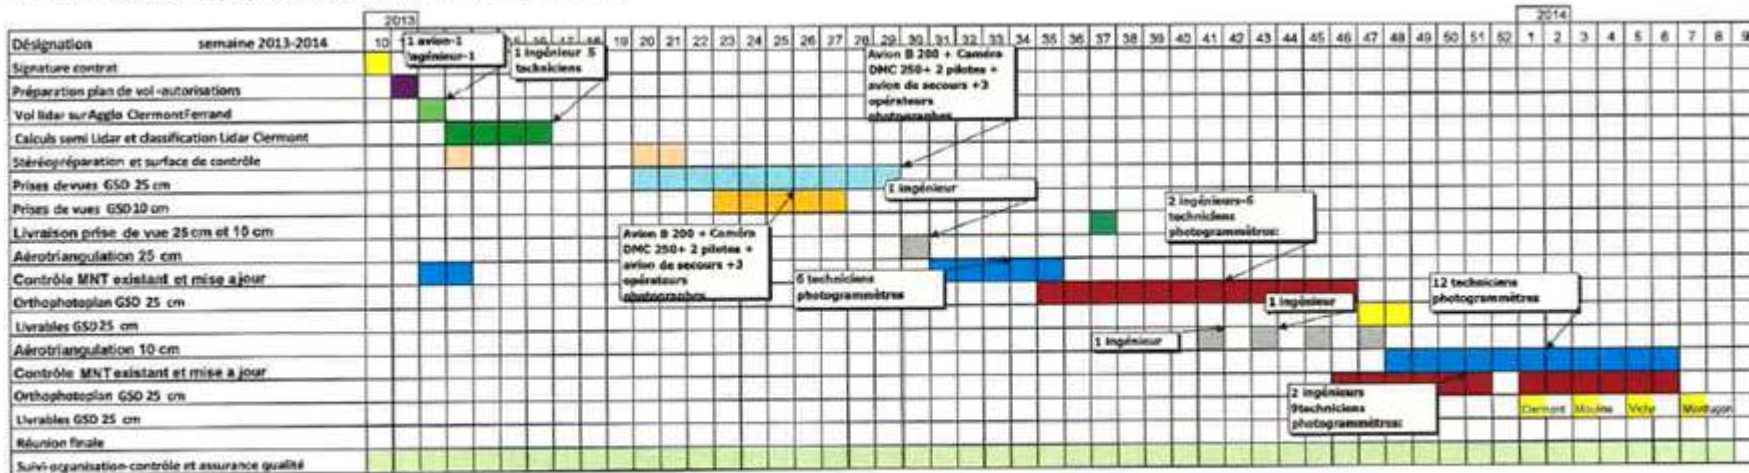 2013
2014
Désignation semaine 2013-2014 10 19 20 21 22 23 24 25 26 27 28 29 30 31 32 33 34 35 36 37 38 39 40 41 42 43 44 45 46 47 48 49 50 51 52 1 2 3 4 5 6 7 8 9
1 avion-1
ingénieur-1
1 ingénieur 5
techniciens
Avion B 200 + Caméra
DMC 250+ 2 pilotes +
avion de secours +3
opérateurs
photographes
Signature contrat
Préparation plan de vol -autorisations
Vol lidar sur Agglo Clermont Ferrand
Calculs semi Lidar et classification Lidar Clermont
Stéréopréparation et surface de contrôle
Prises de vues GSD 25 cm
1 ingénieur
Prises de vues GSD 10 cm
2 ingénieurs-6
techniciens
photogrammètres:
Livraison prise de vue 25 cm et 10 cm
Avion B 200 + Caméra
DMC 250+ 2 pilotes +
avion de secours +3
opérateurs
photographes
Aérotriangulation 25 cm
Contrôle MNT existant et mise a jour
6 techniciens
photogrammètres
12 techniciens
photogrammètres
Orthophotoplan GSD 25 cm
1 ingénieur
Livrables GSD 25 cm
1 ingénieur
Aérotriangulation 10 cm
Contrôle MNT existant et mise a jour
Orthophotoplan GSD 25 cm
2 ingénieurs
9techniciens
photogrammètres:
Livrables GSD 25 cm
Clermont Moulins Vichy Montluçon
Réunion finale
Suivi-organisation-contrôle et assurance qualité